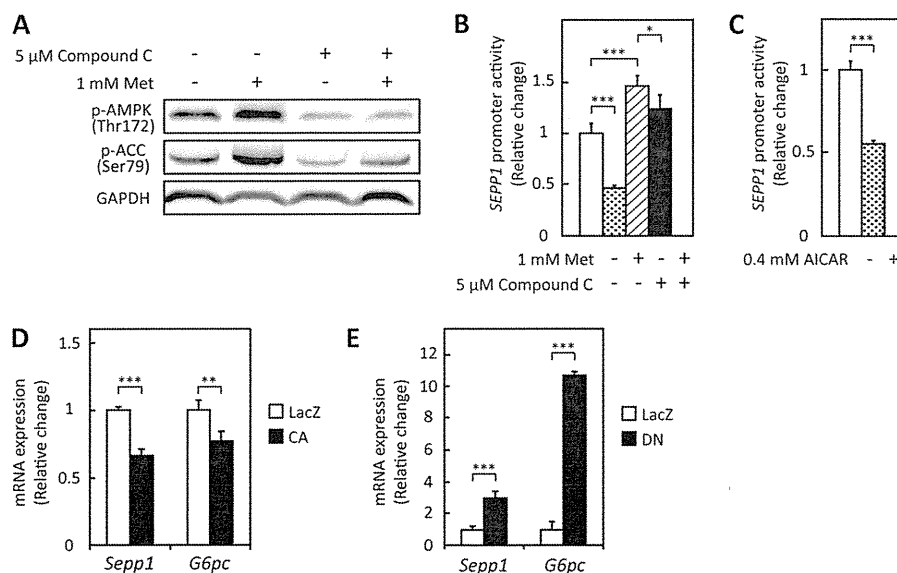 A
5 µM Compound C - - + +
1 mM Met - + - +
p-AMPK
(Thr172)
p-ACC
(Ser79)
GAPDH
B
SEPP1 promoter activity
(Relative change)
1.5
1
0.5
0
***
***
*
1 mM Met - + - +
5 µM Compound C - - + +
C
SEPP1 promoter activity
(Relative change)
1
0.5
0
***
0.4 mM AICAR - +
D
mRNA expression
(Relative change)
1.5
1
0.5
0
***
**
Sepp1 G6pc
LacZ
CA
E
mRNA expression
(Relative change)
12
10
8
6
4
2
0
***
***
Sepp1 G6pc
LacZ
DN